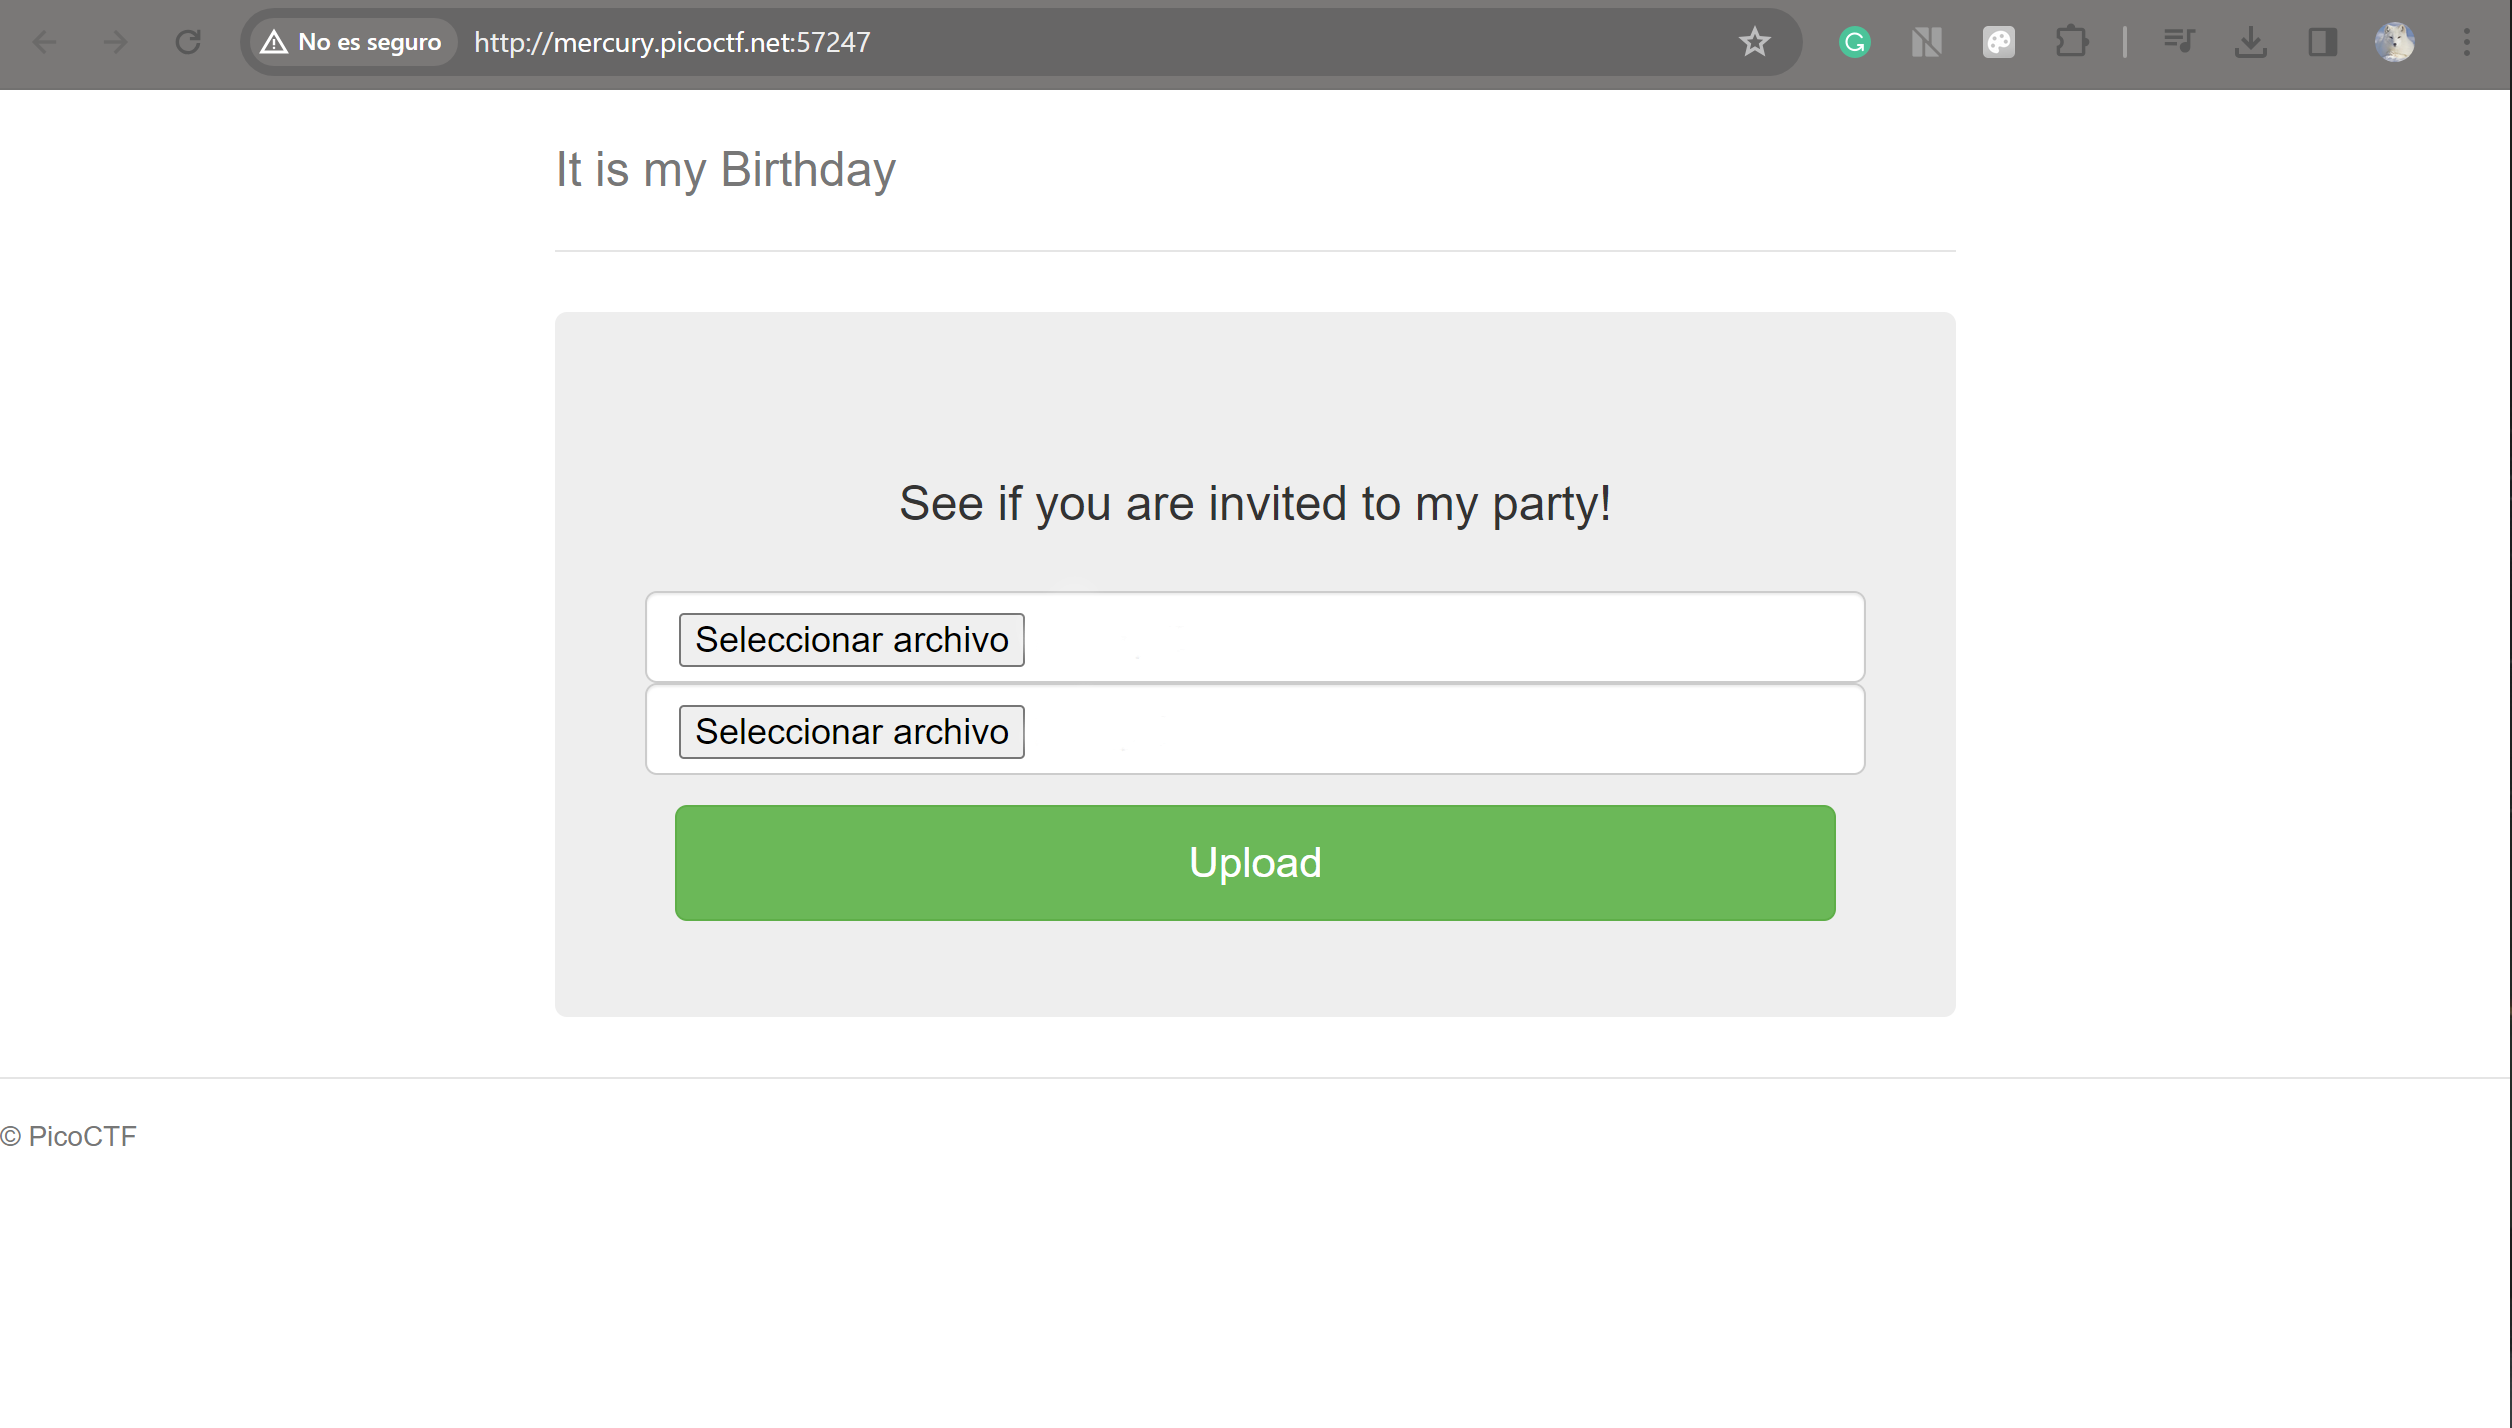 No es seguro http://mercury.picoctf.net:57247
It is my Birthday
See if you are invited to my party!
Seleccionar archivo
Seleccionar archivo
Upload
© PicoCTF